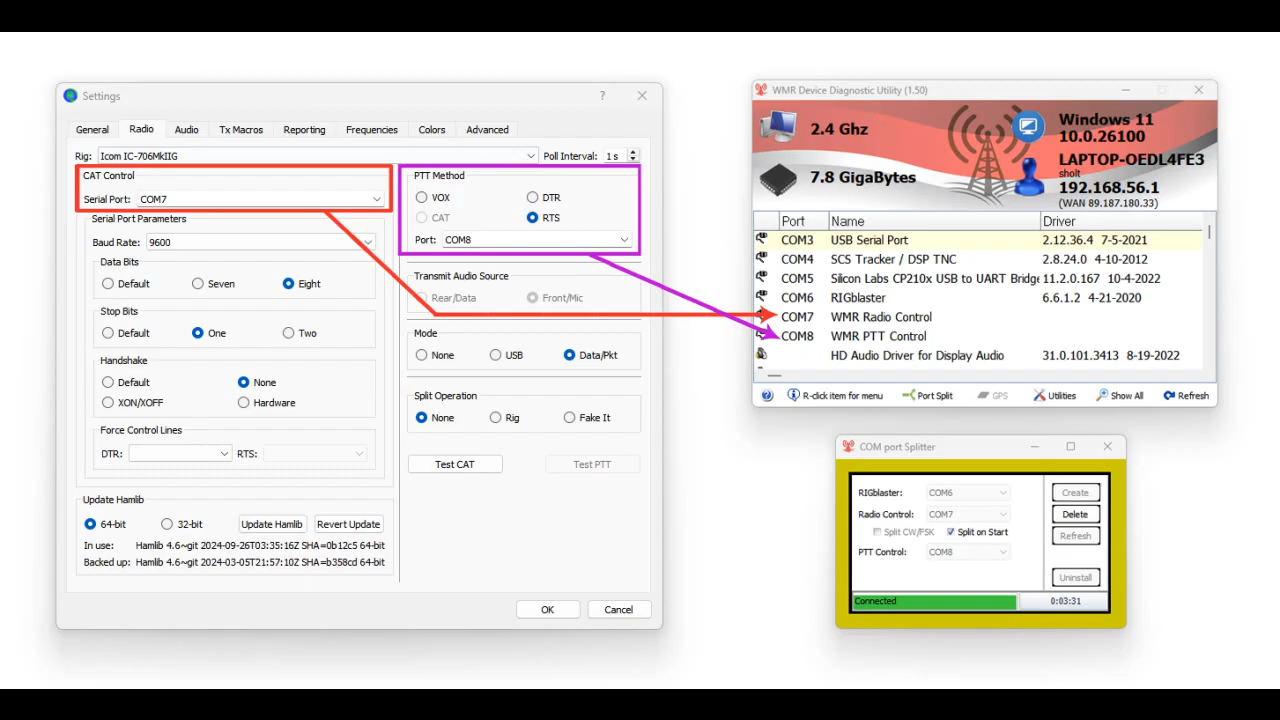 Settings
?
General Radio Audio Tx Macros Reporting Frequencies Colors Advanced
Rig: Icom IC-706MkIIG Poll Interval: 1 s
CAT Control
Serial Port: COM7
Serial Port Parameters
Baud Rate: 9600
Data Bits
Default Seven Eight
Stop Bits
Default One Two
Handshake
Default None
XON/XOFF Hardware
Force Control Lines
DTR: RTS:
Update Hamlib
64-bit 32-bit Update Hamlib Revert Update
In use: Hamlib 4.6~git 2024-09-26T03:35:16Z SHA=0b12c5 64-bit
Backed up: Hamlib 4.6~git 2024-03-05T21:57:10Z SHA=b358cd 64-bit
PTT Method
VOX DTR
CAT RTS
Port: COM8
Transmit Audio Source
Rear/Data Front/Mic
Mode
None USB Data/Pkt
Split Operation
None Rig Fake It
Test CAT Test PTT
OK Cancel
WMR Device Diagnostic Utility (1.50)
2.4 Ghz
7.8 GigaBytes
Windows 11
10.0.26100
LAPTOP-OEDL4FE3
sholt
192.168.56.1
(WAN 89.187.180.33)
Port Name Driver
COM3 USB Serial Port 2.12.36.4 7-5-2021
COM4 SCS Tracker / DSP TNC 2.8.24.0 4-10-2012
COM5 Silicon Labs CP210x USB to UART Bridge 11.2.0.167 10-4-2022
COM6 RIGblaster 6.6.1.2 4-21-2020
COM7 WMR Radio Control
COM8 WMR PTT Control
HD Audio Driver for Display Audio 31.0.101.3413 8-19-2022
R-click item for menu Port Split GPS Utilities Show All Refresh
COM port Splitter
RIGblaster: COM6 Create
Radio Control: COM7 Delete
Split CW/FSK Split on Start Refresh
PTT Control: COM8
Uninstall
Connected 0:03:31